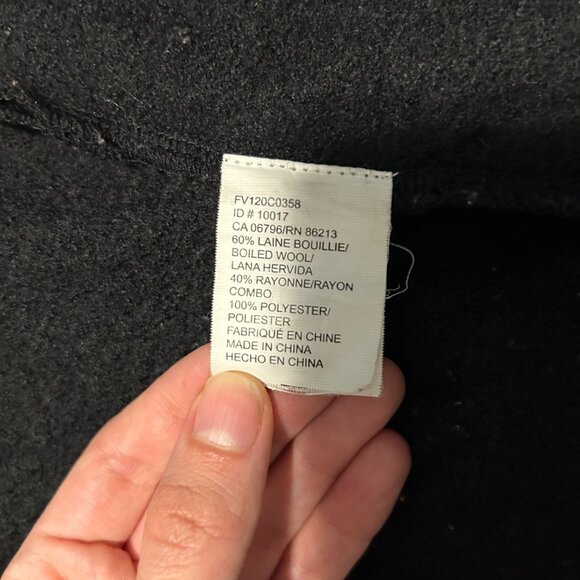 FV120C0358
ID # 10017
CA 06796/RN 86213
60% LAINE BOUILLIE/
BOILED WOOL/
LANA HERVIDA
40% RAYONNE/RAYON
COMBO
100% POLYESTER/
POLIESTER
FABRIQUÉ EN CHINE
MADE IN CHINA
HECHO EN CHINA